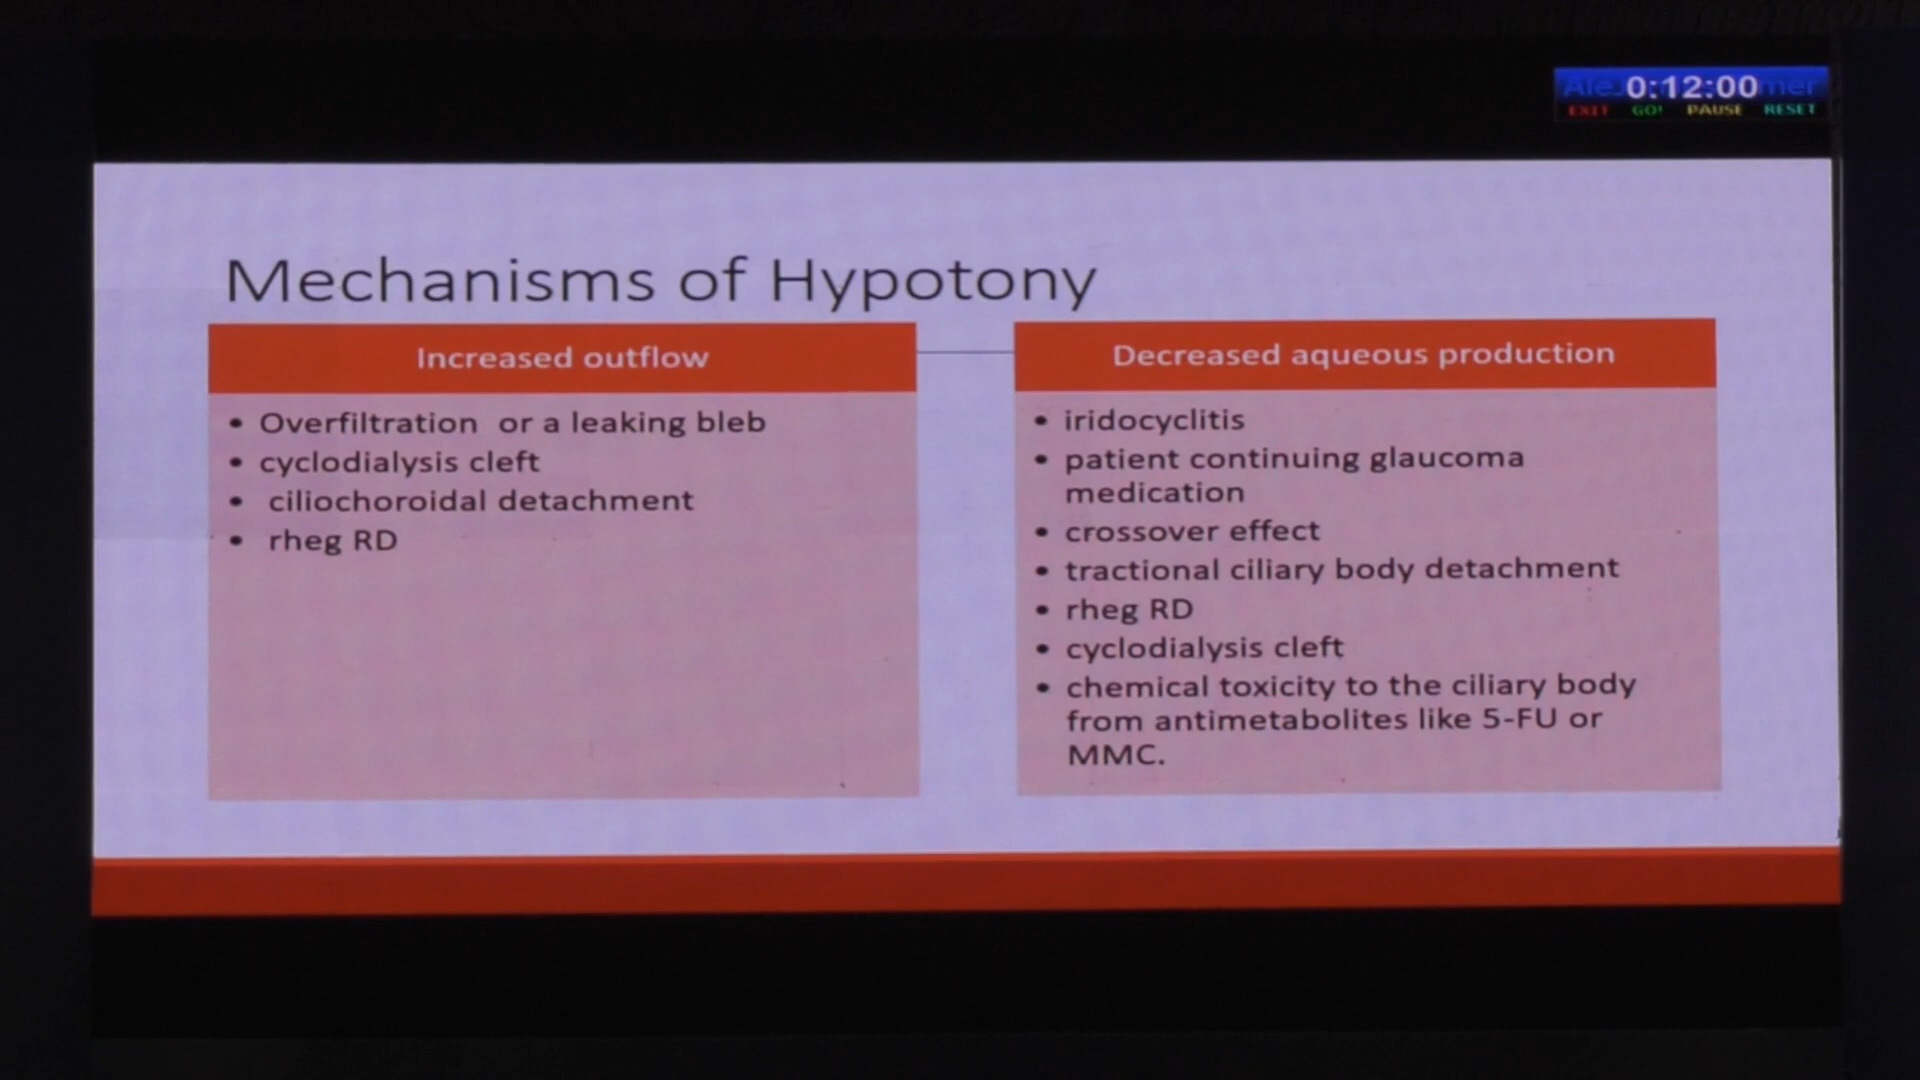 0:12:00
EXIT GO! PAUSE RESET
Mechanisms of Hypotony
Increased outflow
• Overfiltration or a leaking bleb
• cyclodialysis cleft
• ciliochoroidal detachment
• rheg RD
Decreased aqueous production
• iridocyclitis
• patient continuing glaucoma
medication
• crossover effect
• tractional ciliary body detachment
• rheg RD
• cyclodialysis cleft
• chemical toxicity to the ciliary body
from antimetabolites like 5-FU or
MMC.